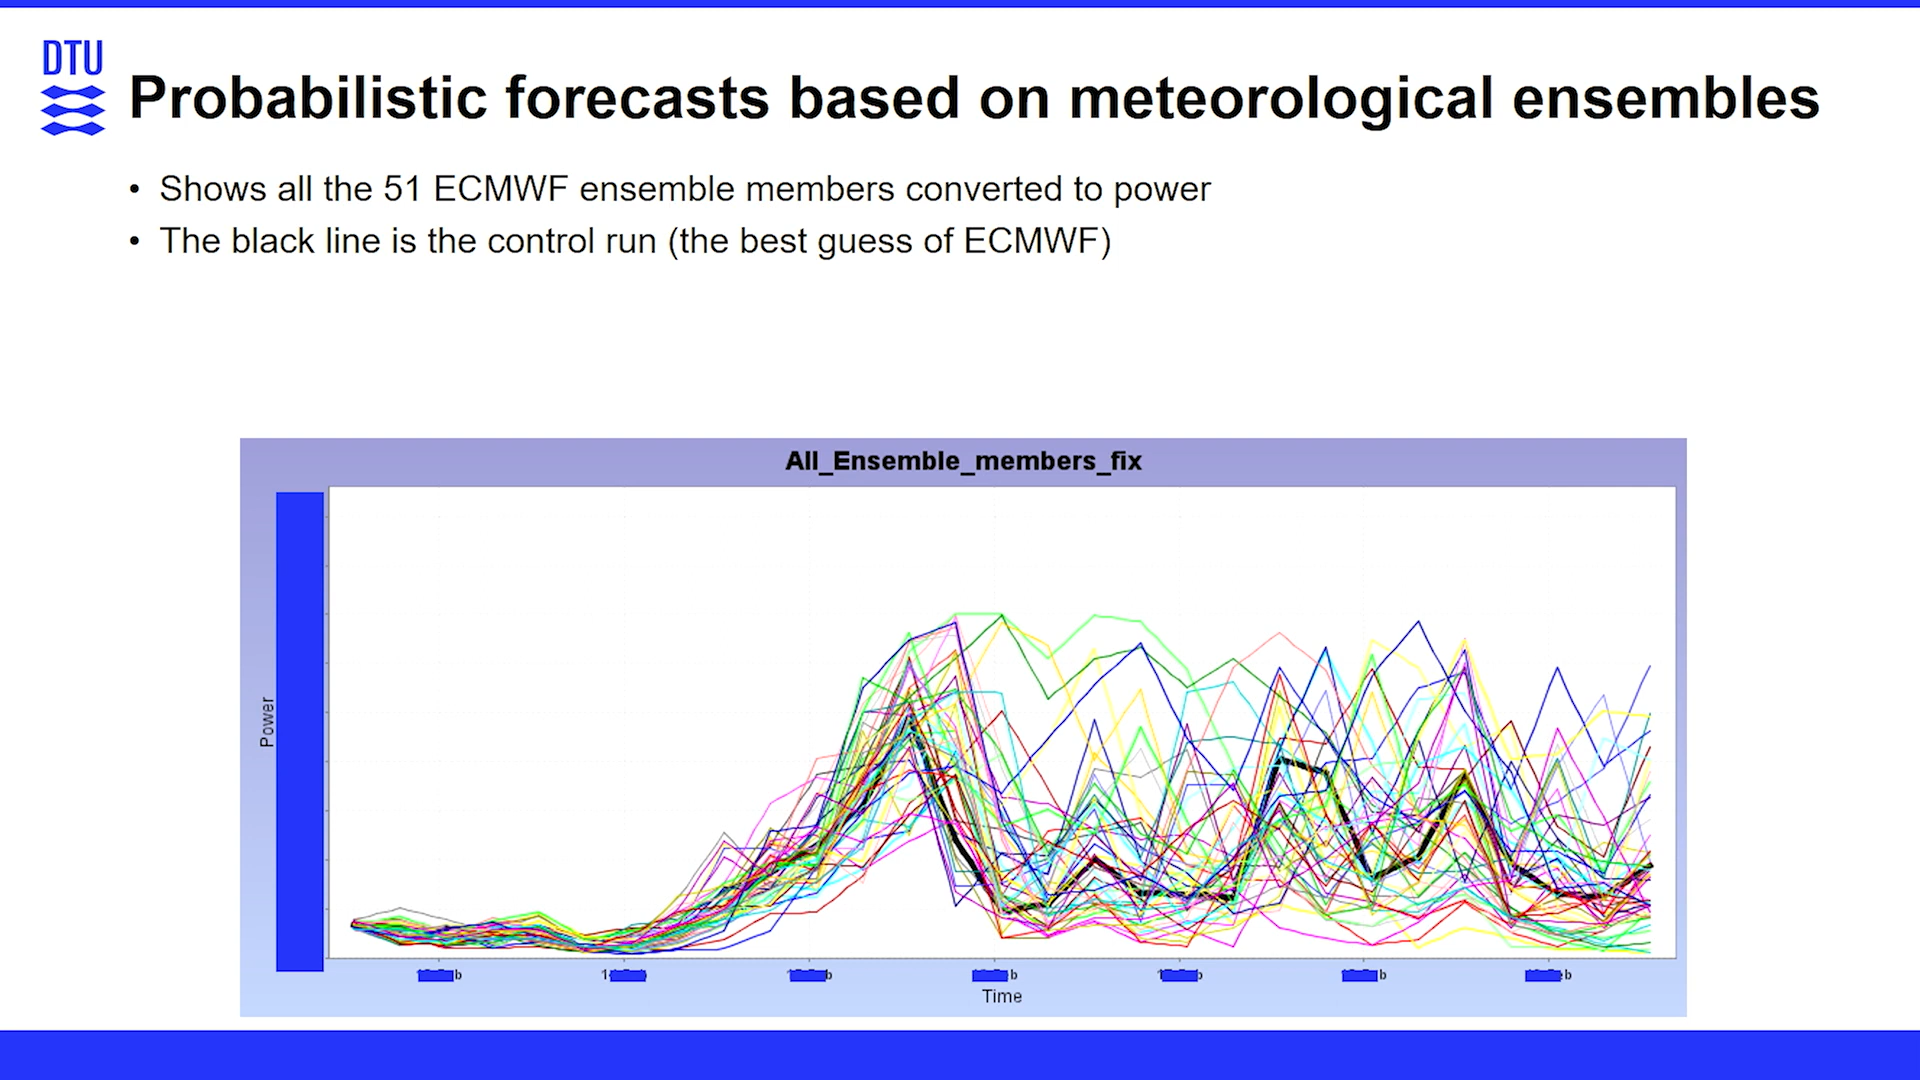 DTU
Probabilistic forecasts based on meteorological ensembles
• Shows all the 51 ECMWF ensemble members converted to power
• The black line is the control run (the best guess of ECMWF)
All_Ensemble_members_fix
Power
Time